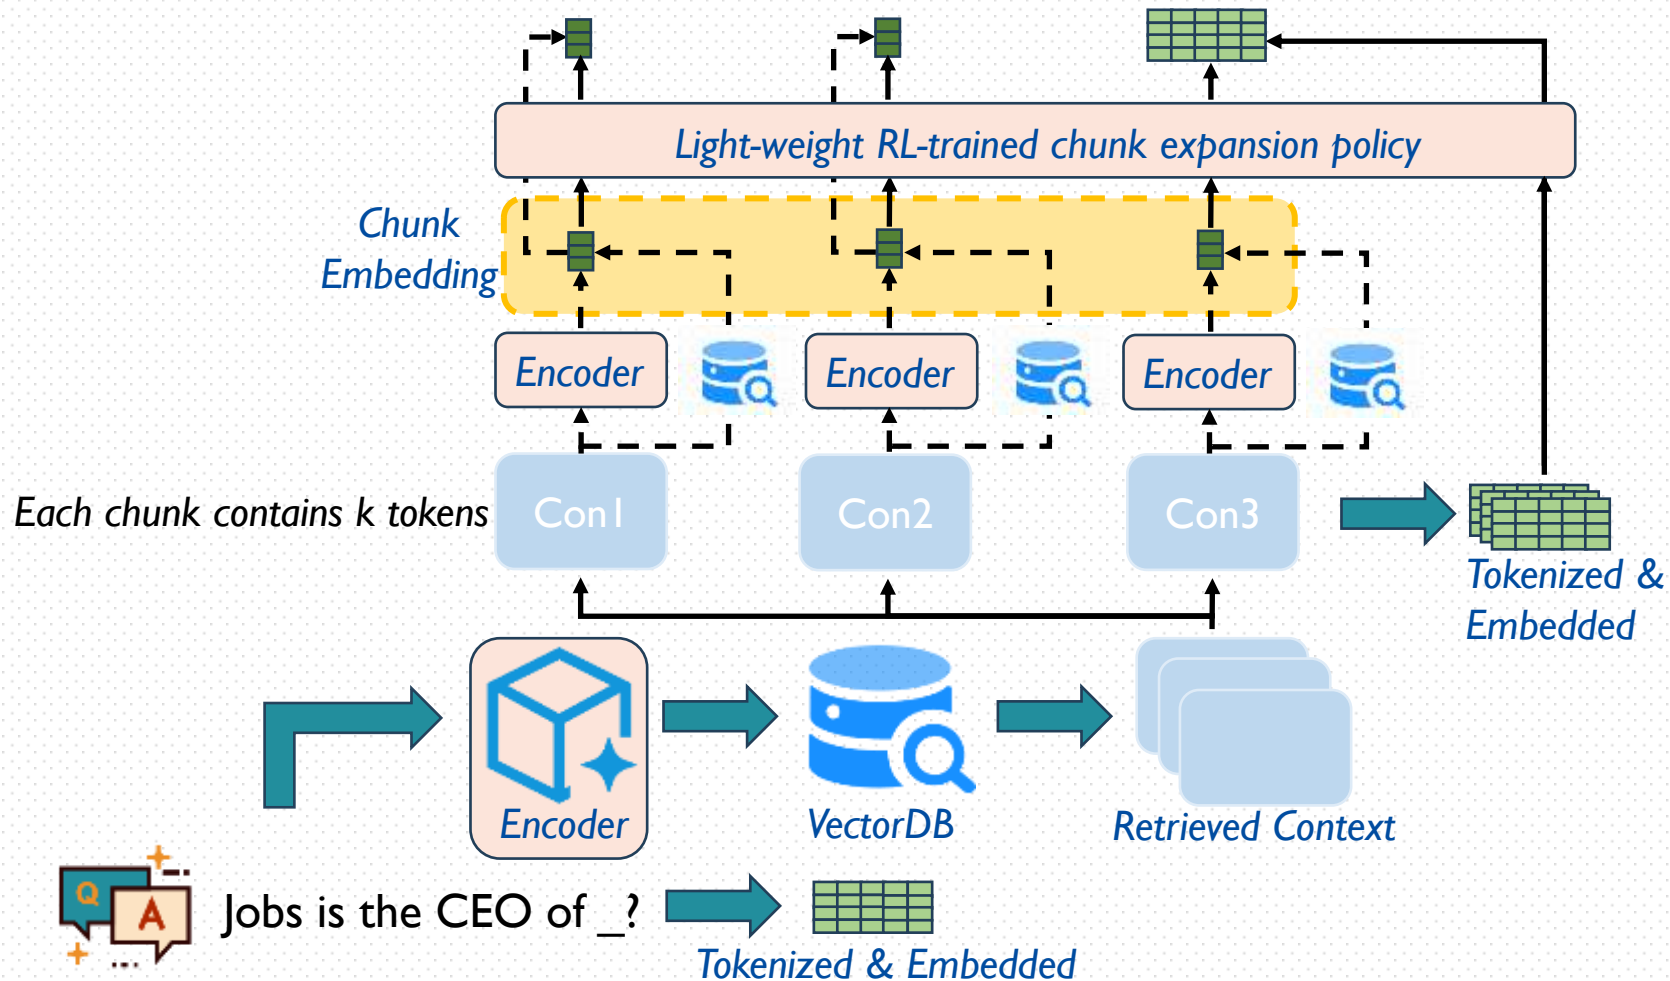 Light-weight RL-trained chunk expansion policy
Chunk
Embedding
Encoder
Encoder
Encoder
Each chunk contains k tokens
Con1
Con2
Con3
Tokenized &
Embedded
Encoder
VectorDB
Retrieved Context
Q
A
Jobs is the CEO of _?
Tokenized & Embedded